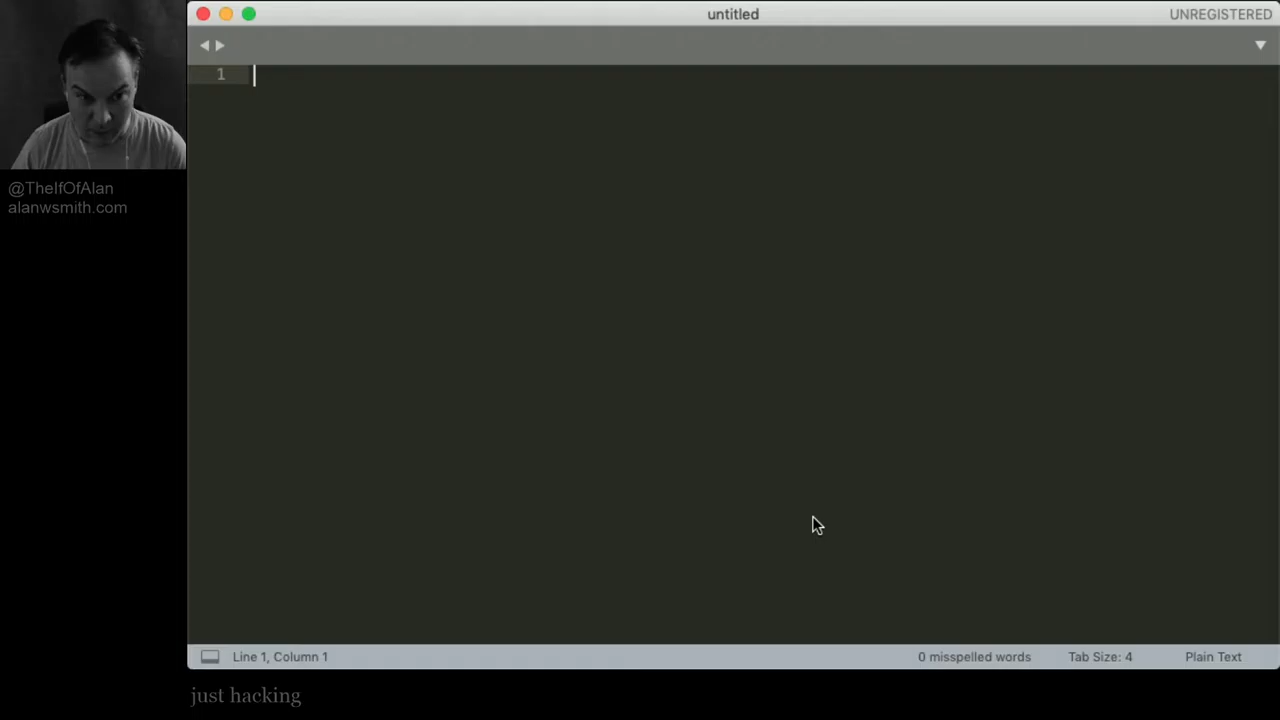 untitled
UNREGISTERED
1
@TheIfOfAlan
alanwsmith.com
Line 1, Column 1
0 misspelled words
Tab Size: 4
Plain Text
just hacking